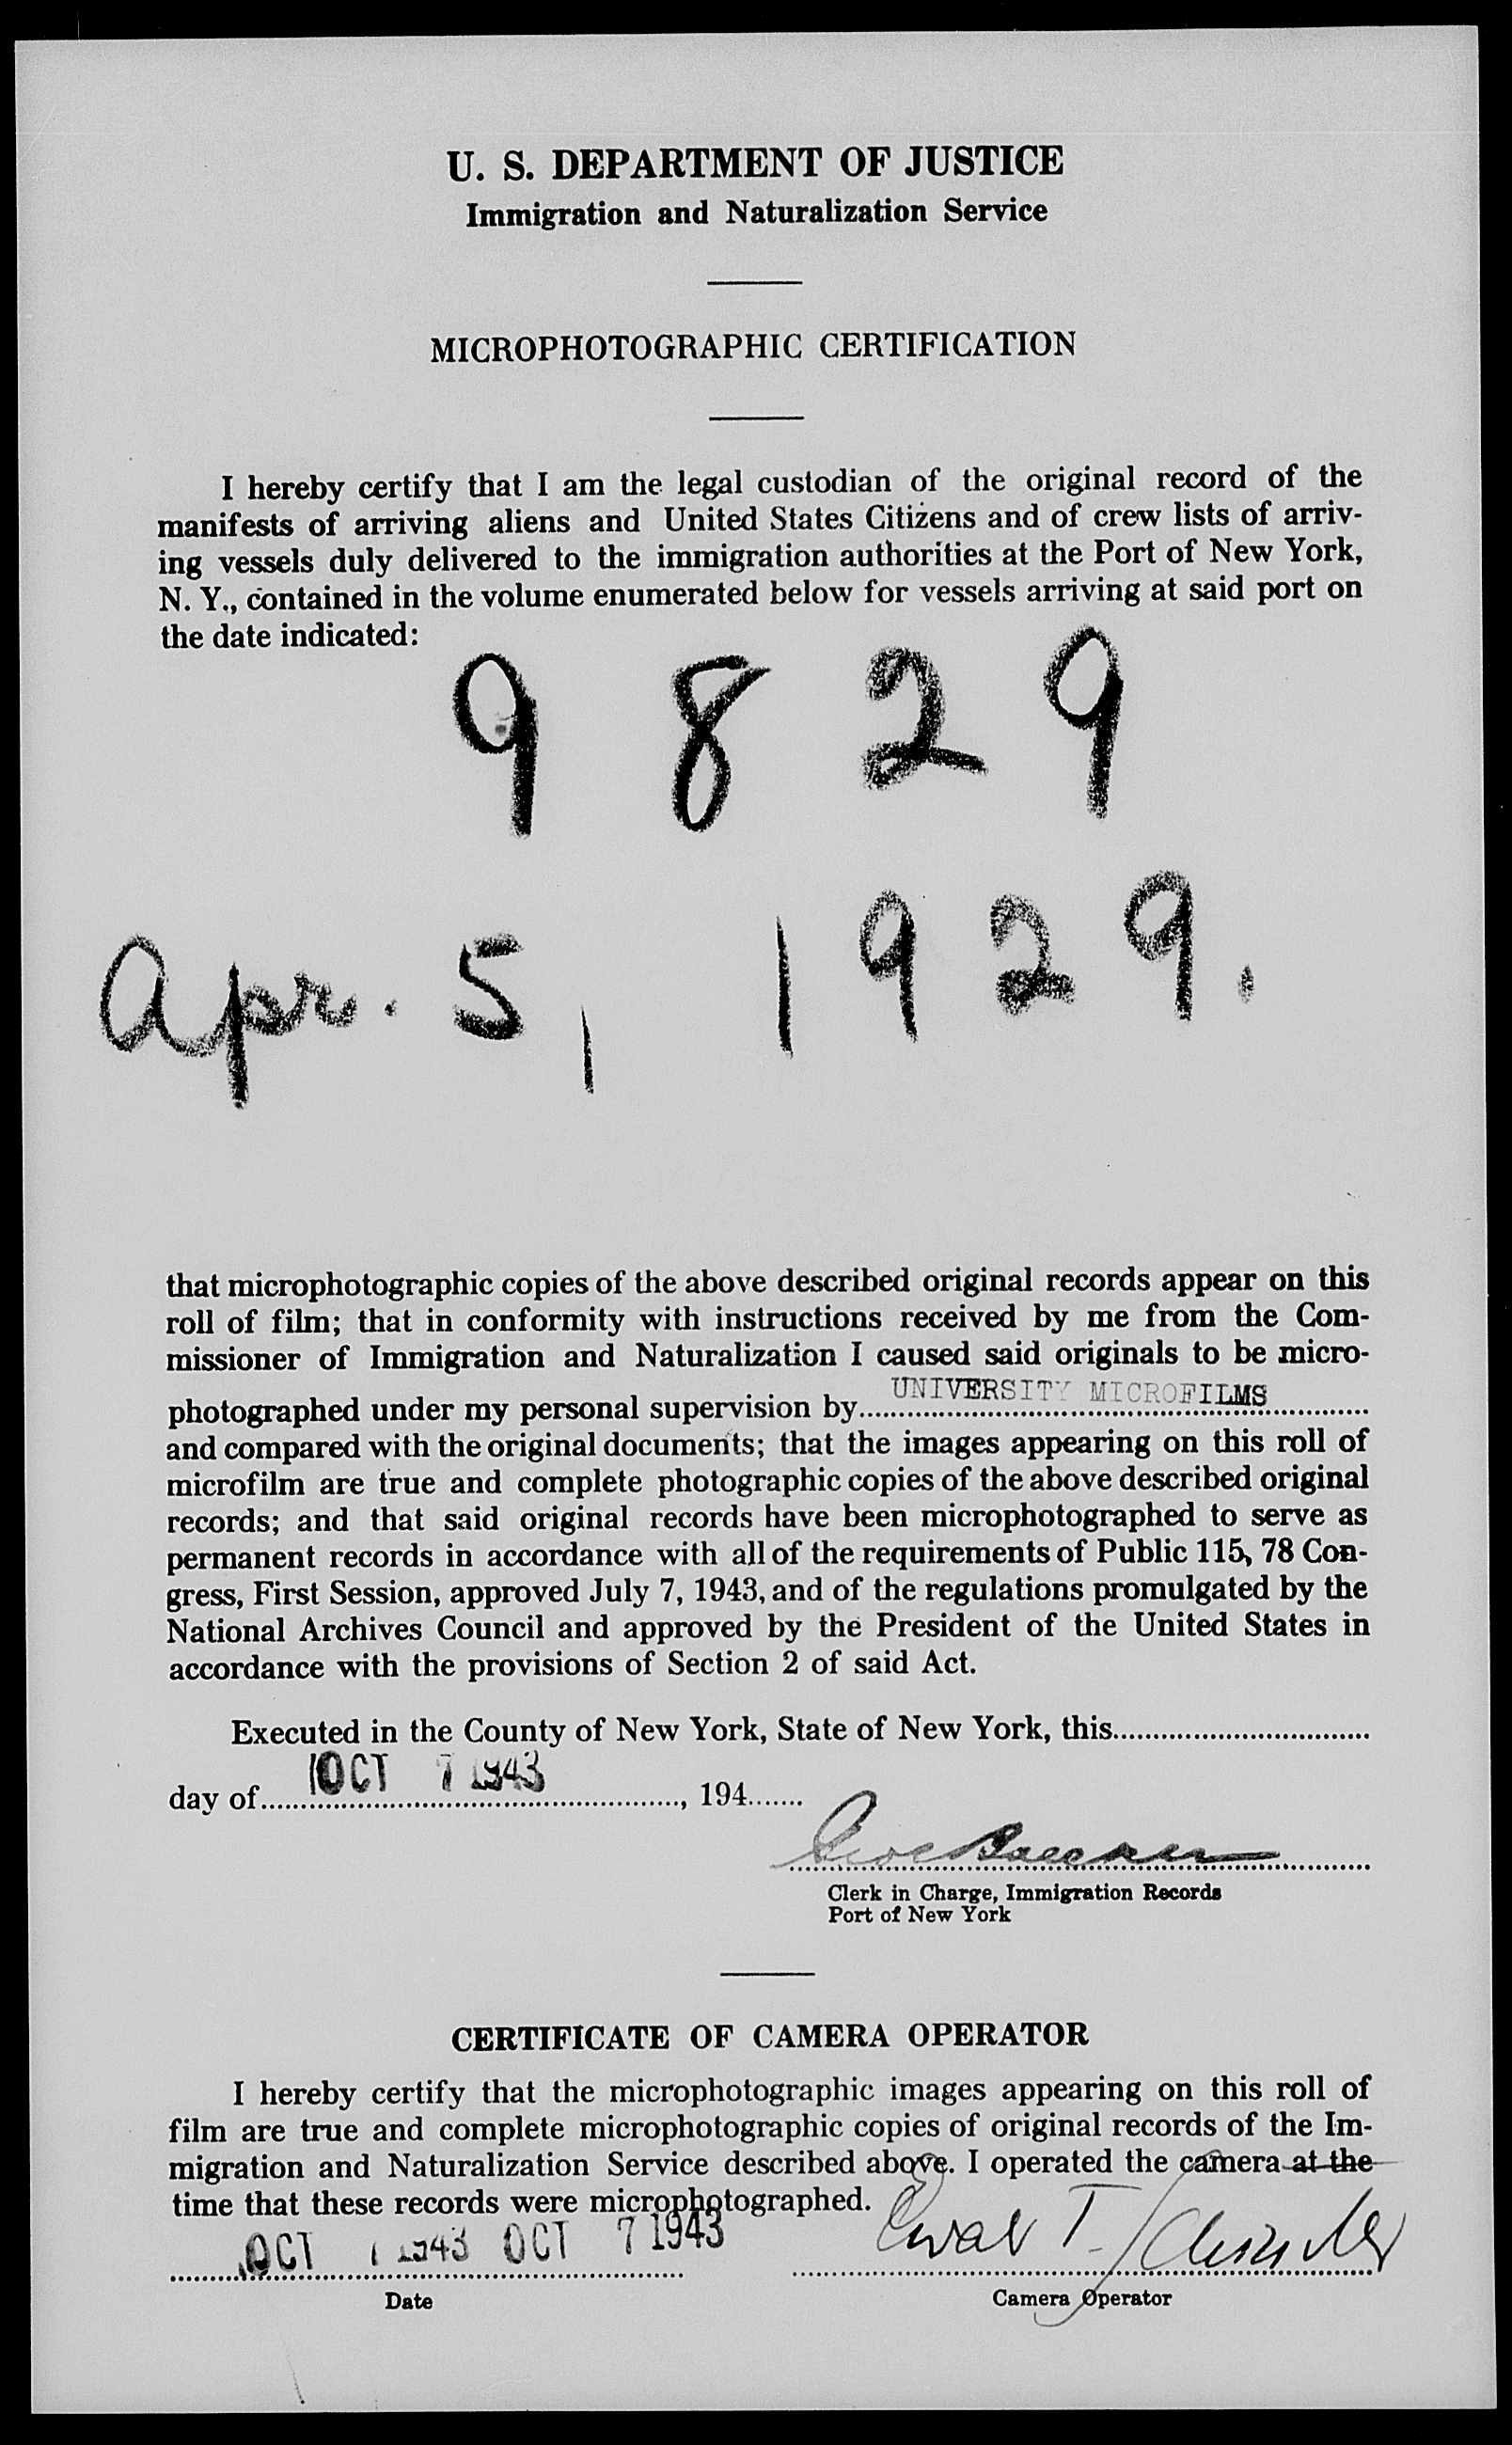 U. S. DEPARTMENT OF JUSTICE
Immigration and Naturalization Service
MICROPHOTOGRAPHIC CERTIFICATION
I hereby certify that I am the legal custodian of the original record of the
manifests of arriving aliens and United States Citizens and of crew lists of arriv-
ing vessels duly delivered to the immigration authorities at the Port of New York,
N. Y., contained in the volume enumerated below for vessels arriving at said port on
the date indicated:
9829
Apr. 5, 1929.
that microphotographic copies of the above described original records appear on this
roll of film; that in conformity with instructions received by me from the Com-
missioner of Immigration and Naturalization I caused said originals to be micro-
photographed under my personal supervision by UNIVERSITY MICROFILMS
and compared with the original documents; that the images appearing on this roll of
microfilm are true and complete photographic copies of the above described original
records; and that said original records have been microphotographed to serve as
permanent records in accordance with all of the requirements of Public 115, 78 Con-
gress, First Session, approved July 7, 1943, and of the regulations promulgated by the
National Archives Council and approved by the President of the United States in
accordance with the provisions of Section 2 of said Act.
Executed in the County of New York, State of New York, this
day of OCT 7 1943, 194
Clerk in Charge, Immigration Records
Port of New York
CERTIFICATE OF CAMERA OPERATOR
I hereby certify that the microphotographic images appearing on this roll of
film are true and complete microphotographic copies of original records of the Im-
migration and Naturalization Service described above. I operated the camera at the
time that these records were microphotographed.
OCT 1943 OCT 7 1943
Date
Camera Operator